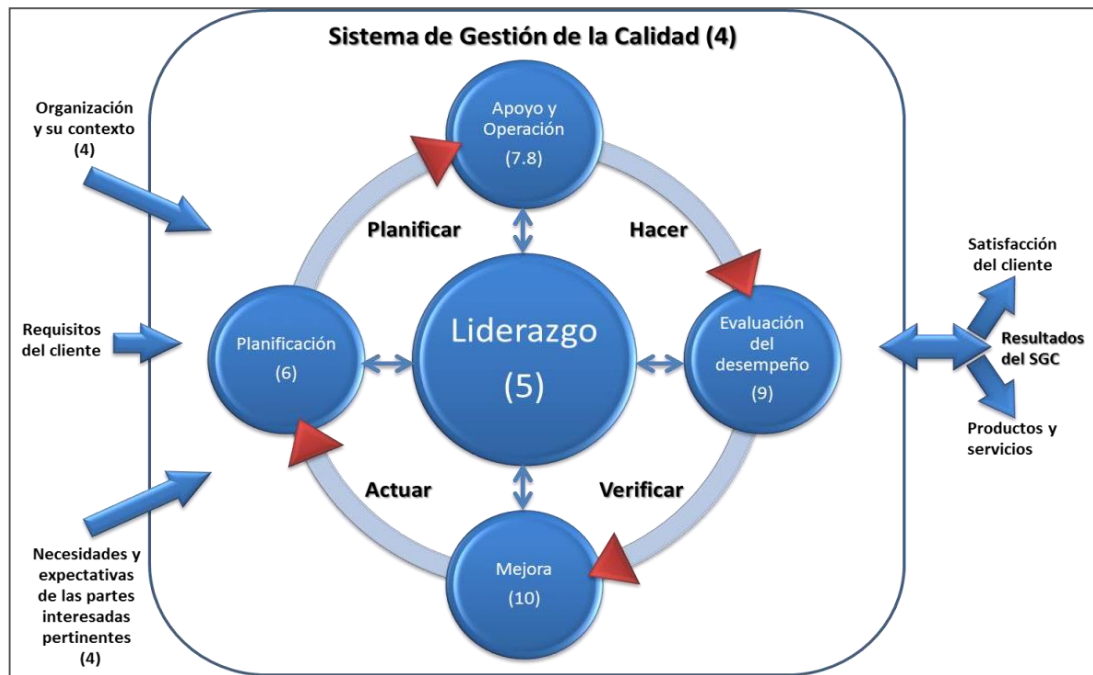 Sistema de Gestión de la Calidad (4)
Organización
y su contexto
(4)
Requisitos
del cliente
Necesidades y
expectativas
de las partes
interesadas
pertinentes
(4)
Apoyo y
Operación
(7.8)
Planificar
Hacer
Planificación
(6)
Liderazgo
(5)
Evaluación
del
desempeño
(9)
Actuar
Verificar
Mejora
(10)
Satisfacción
del cliente
Resultados
del SGC
Productos y
servicios